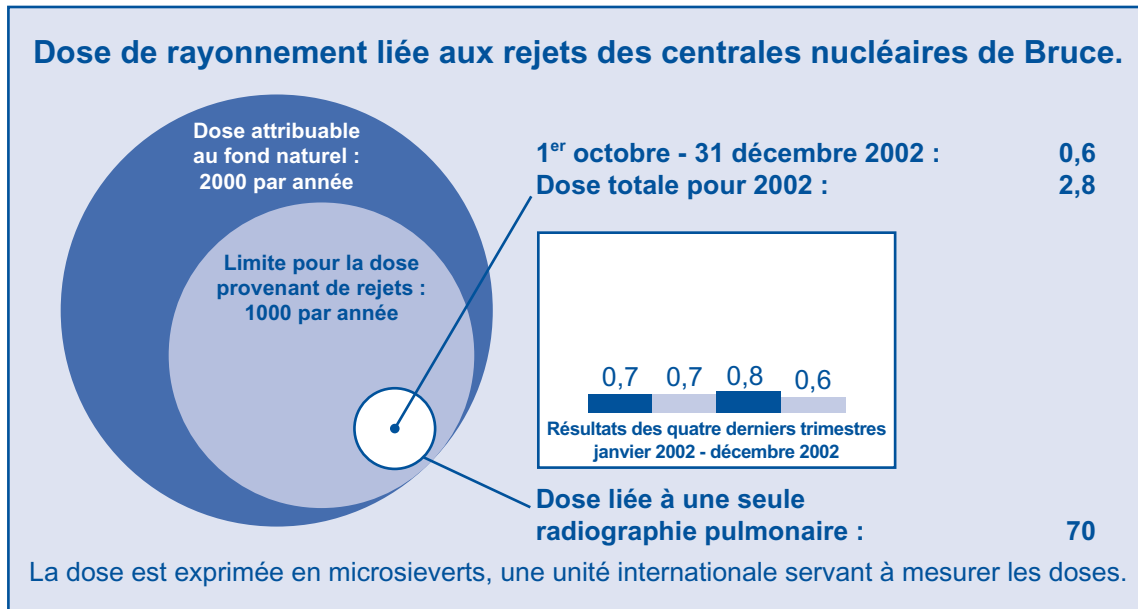 Dose de rayonnement liée aux rejets des centrales nucléaires de Bruce.
Dose attribuable
au fond naturel :
2000 par année
Limite pour la dose
provenant de rejets :
1000 par année
1er octobre - 31 décembre 2002 : 0,6
Dose totale pour 2002 : 2,8
0,7 0,7 0,8 0,6
Résultats des quatre derniers trimestres
janvier 2002 - décembre 2002
Dose liée à une seule
radiographie pulmonaire : 70
La dose est exprimée en microsieverts, une unité internationale servant à mesurer les doses.